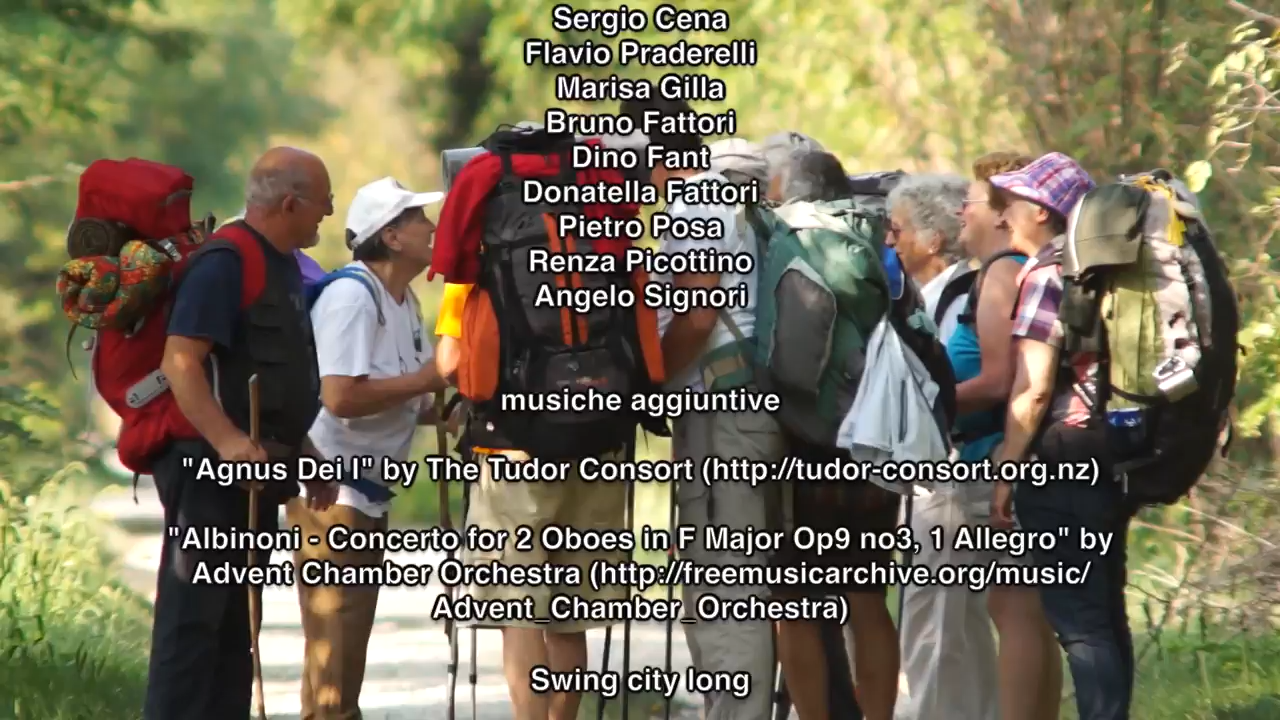 Sergio Cena
Flavio Praderelli
Marisa Gilla
Bruno Fattori
Dino Fant
Donatella Fattori
Pietro Posa
Renza Picottino
Angelo Signori
musiche aggiuntive
"Agnus Dei I" by The Tudor Consort (http://tudor-consort.org.nz)
"Albinoni - Concerto for 2 Oboes in F Major Op9 no3, 1 Allegro" by
Advent Chamber Orchestra (http://freemusicarchive.org/music/
Advent_Chamber_Orchestra)
Swing city long